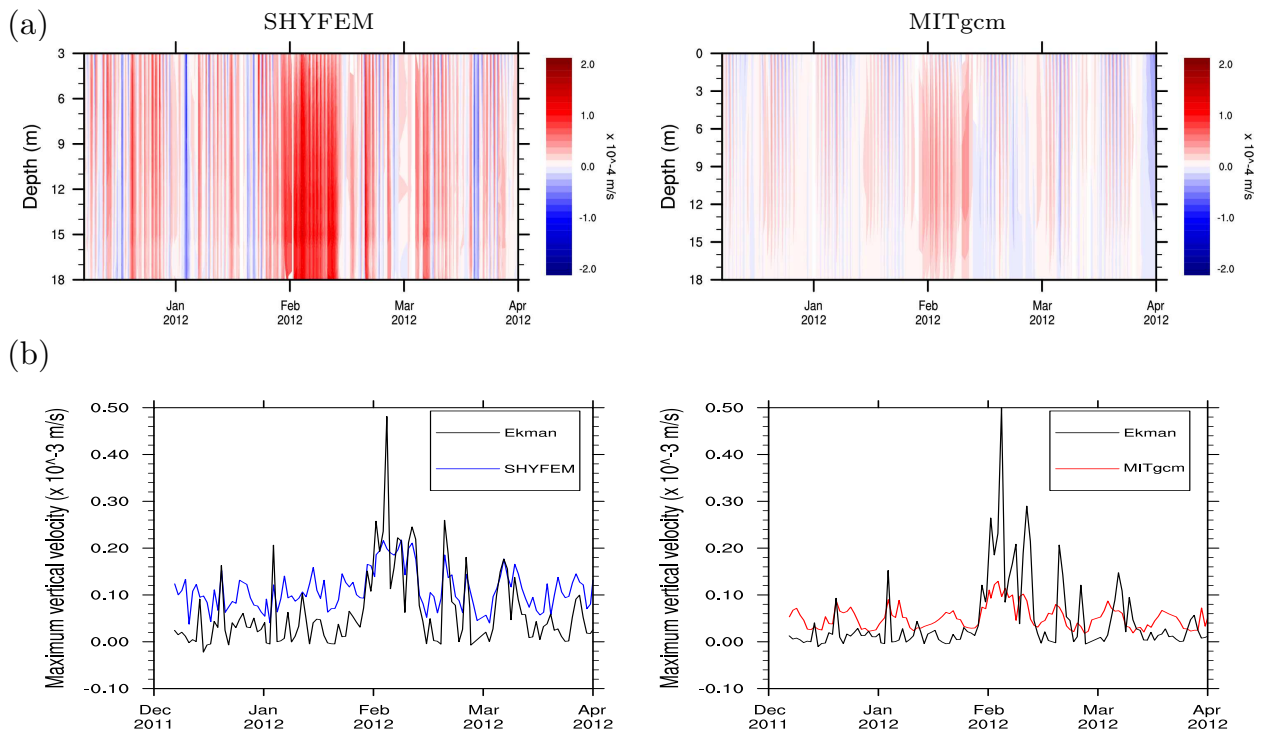 (a)
SHYFEM
MITgcm
3
6
9
12
15
18
Depth (m)
Jan
2012
Feb
2012
Mar
2012
Apr
2012
2.0
1.0
0.0
-1.0
-2.0
x 10^-4 m/s
0
3
6
9
12
15
18
Depth (m)
Jan
2012
Feb
2012
Mar
2012
Apr
2012
2.0
1.0
0.0
-1.0
-2.0
x 10^-4 m/s
(b)
Maximum vertical velocity (x 10^-3 m/s)
0.50
0.40
0.30
0.20
0.10
0.00
-0.10
Ekman
SHYFEM
Dec
2011
Jan
2012
Feb
2012
Mar
2012
Apr
2012
Maximum vertical velocity (x 10^-3 m/s)
0.50
0.40
0.30
0.20
0.10
0.00
-0.10
Ekman
MITgcm
Dec
2011
Jan
2012
Feb
2012
Mar
2012
Apr
2012